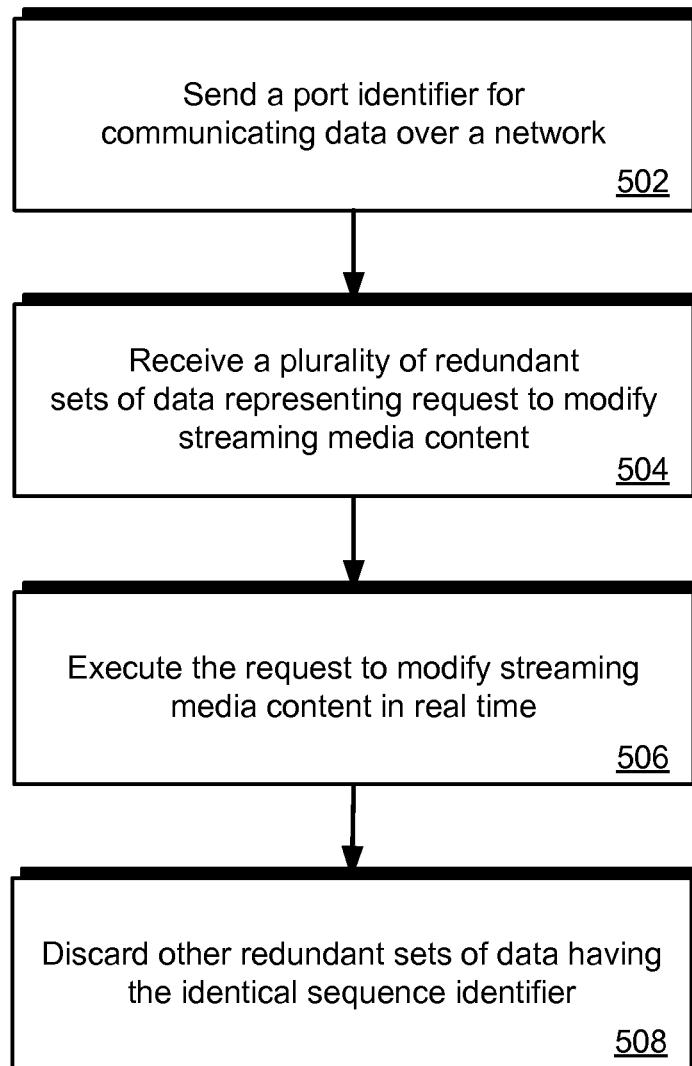 Send a port identifier for
communicating data over a network
502
Receive a plurality of redundant
sets of data representing request to modify
streaming media content
504
Execute the request to modify streaming
media content in real time
506
Discard other redundant sets of data having
the identical sequence identifier
508